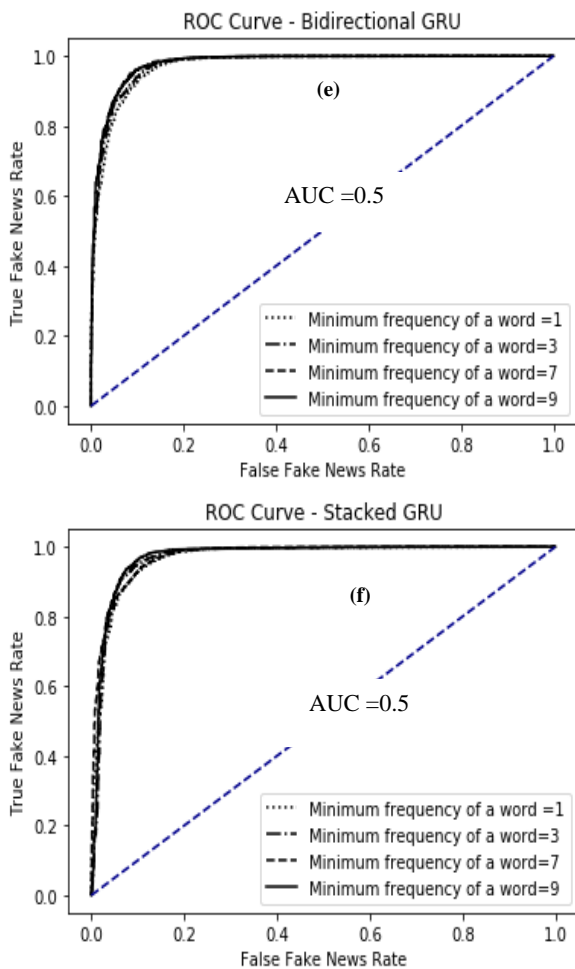 ROC Curve - Bidirectional GRU
1.0
0.8
0.6
0.4
0.2
0.0
True Fake News Rate
(e)
AUC =0.5
Minimum frequency of a word =1
Minimum frequency of a word=3
Minimum frequency of a word=7
Minimum frequency of a word=9
0.0 0.2 0.4 0.6 0.8 1.0
False Fake News Rate
ROC Curve - Stacked GRU
1.0
0.8
0.6
0.4
0.2
0.0
True Fake News Rate
(f)
AUC =0.5
Minimum frequency of a word =1
Minimum frequency of a word=3
Minimum frequency of a word=7
Minimum frequency of a word=9
0.0 0.2 0.4 0.6 0.8 1.0
False Fake News Rate